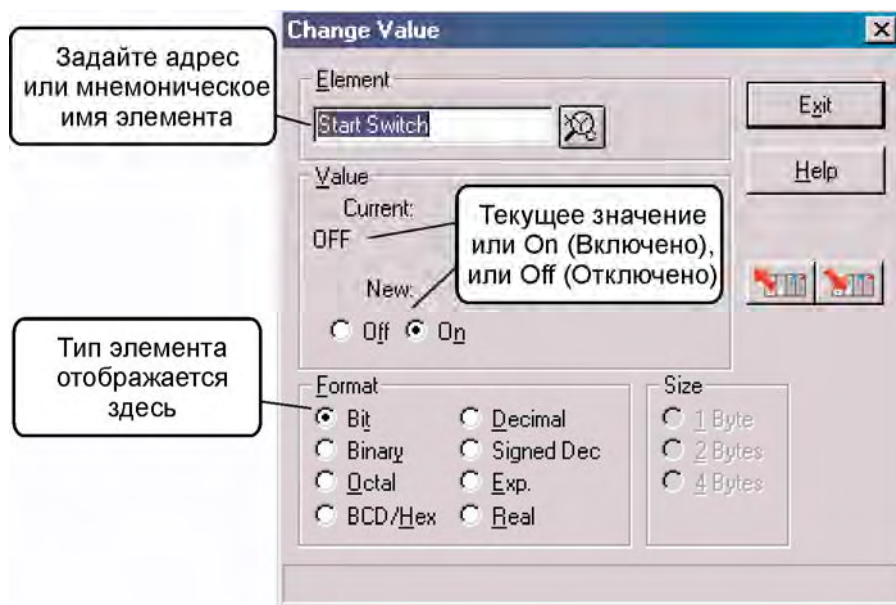 Change Value
Задайте адрес
или мнемоническое
имя элемента
Element
Start Switch
Exit
Help
Value
Current:
OFF
Текущее значение
или On (Включено),
или Off (Отключено)
New:
Off On
Тип элемента
отображается
здесь
Format
Bit Decimal
Binary Signed Dec
Octal Exp.
BCD/Hex Real
Size
1 Byte
2 Bytes
4 Bytes